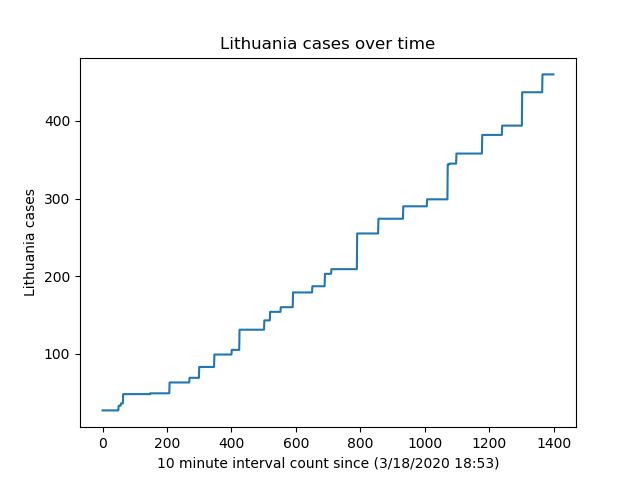 Lithuania cases over time
Lithuania cases
400
300
200
100
0 200 400 600 800 1000 1200 1400
10 minute interval count since (3/18/2020 18:53)